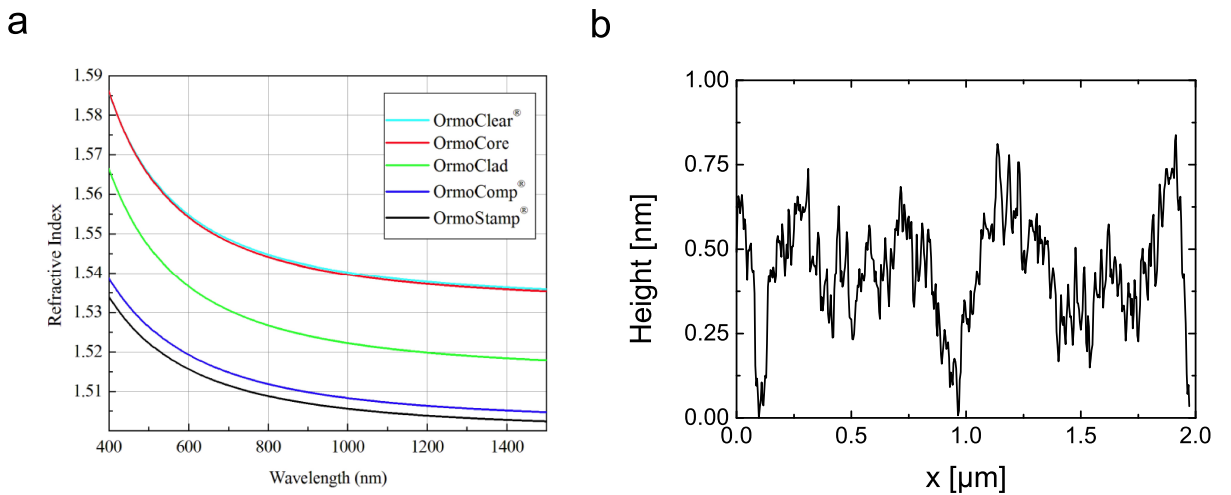 a
b
Refractive Index
1.59
1.58
1.57
1.56
1.55
1.54
1.53
1.52
1.51
400
600
800
1000
1200
1400
Wavelength (nm)
OrmoClear®
OrmoCore
OrmoClad
OrmoComp®
OrmoStamp®
Height [nm]
1.00
0.75
0.50
0.25
0.00
0.0
0.5
1.0
1.5
2.0
x [µm]